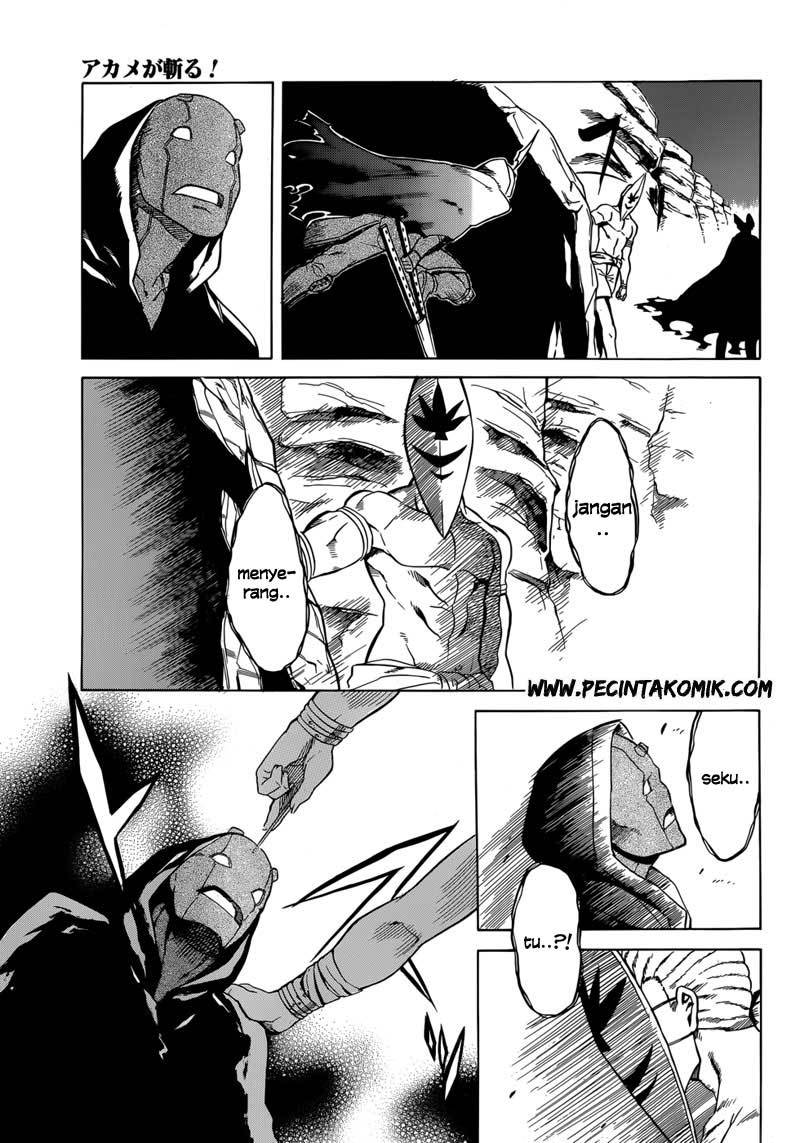 アカメが斬る！
jangan
..
menye-
rang..
WWW.PECINTAKOMIK.COM
seku..
tu..?!